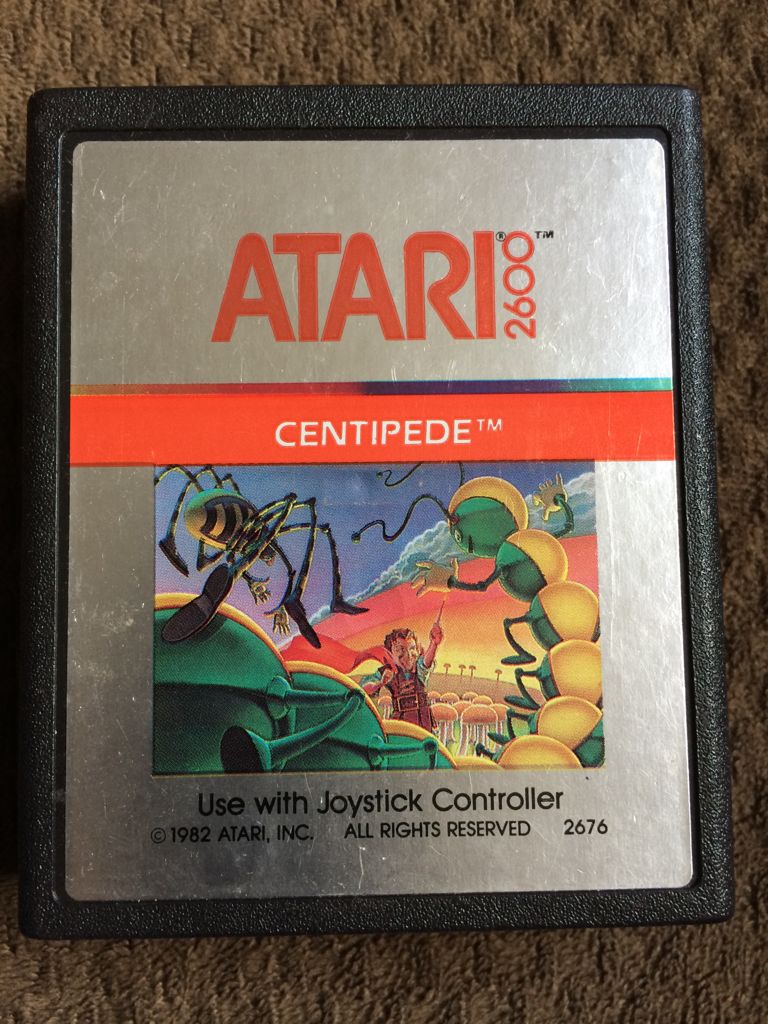 ATARI® 2600™
CENTIPEDE™
Use with Joystick Controller
© 1982 ATARI, INC. ALL RIGHTS RESERVED 2676